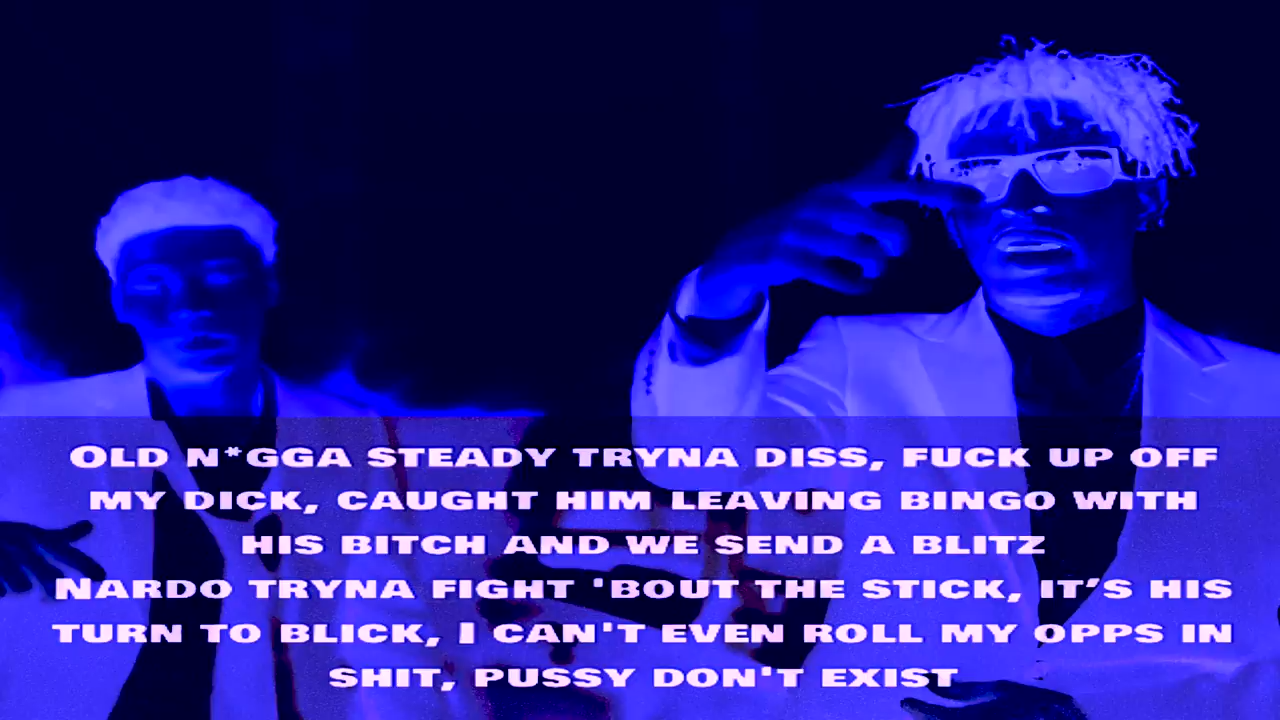 Old n*gga steady tryna diss, fuck up off
my dick, caught him leaving bingo with
his bitch and we send a blitz
Nardo tryna fight 'bout the stick, it’s his
turn to blick, I can't even roll my opps in
shit, pussy don't exist